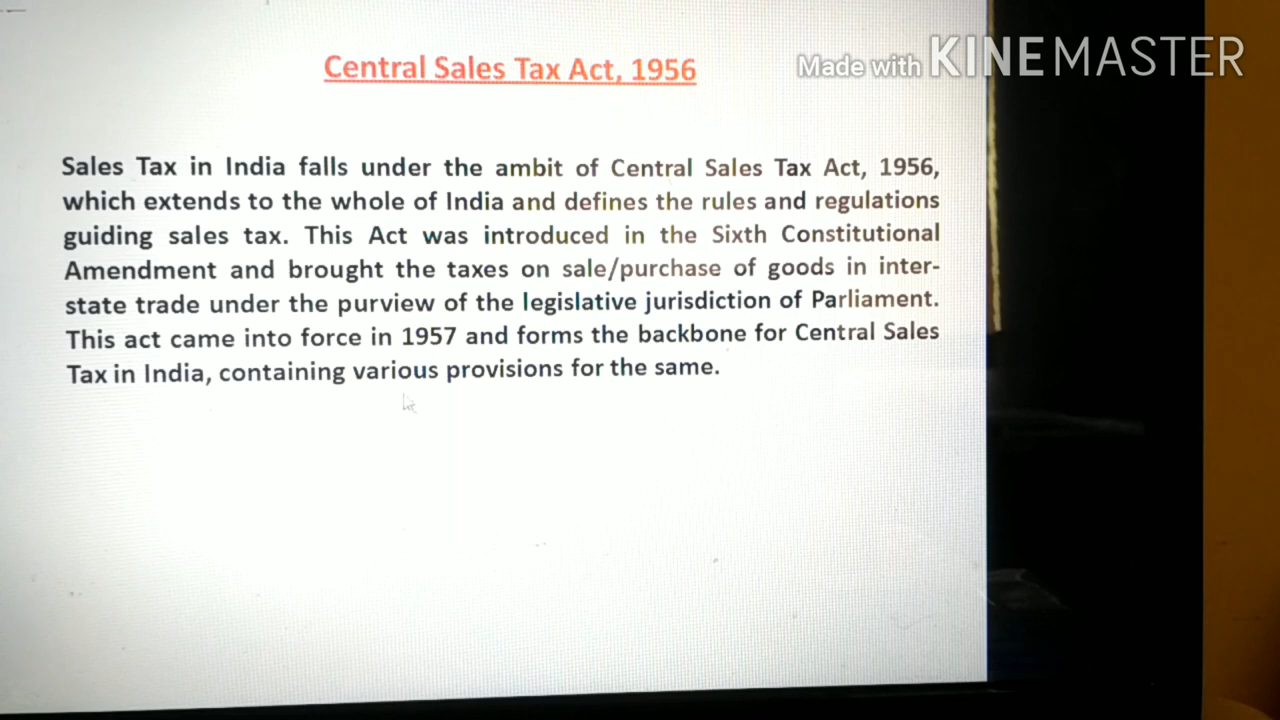 Made with KINEMASTER
Central Sales Tax Act, 1956
Sales Tax in India falls under the ambit of Central Sales Tax Act, 1956,
which extends to the whole of India and defines the rules and regulations
guiding sales tax. This Act was introduced in the Sixth Constitutional
Amendment and brought the taxes on sale/purchase of goods in inter-
state trade under the purview of the legislative jurisdiction of Parliament.
This act came into force in 1957 and forms the backbone for Central Sales
Tax in India, containing various provisions for the same.